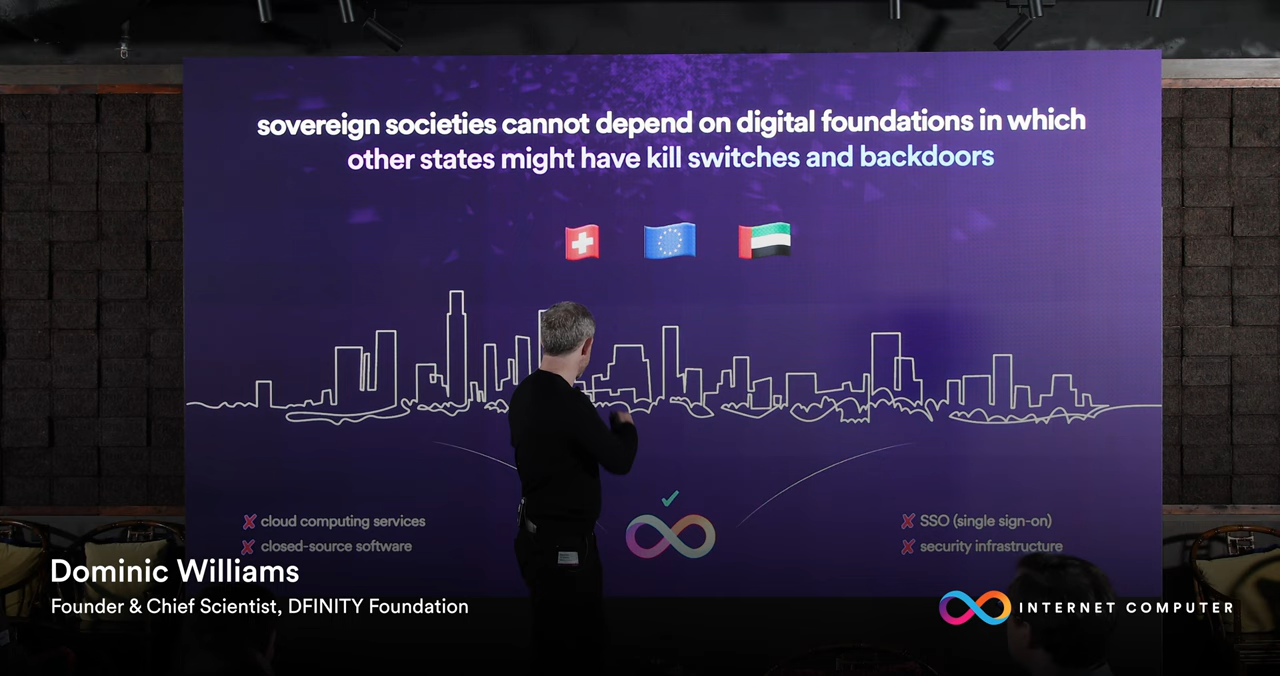 sovereign societies cannot depend on digital foundations in which
other states might have kill switches and backdoors
cloud computing services
closed-source software
SSO (single sign-on)
security infrastructure
Dominic Williams
Founder & Chief Scientist, DFINITY Foundation
INTERNET COMPUTER